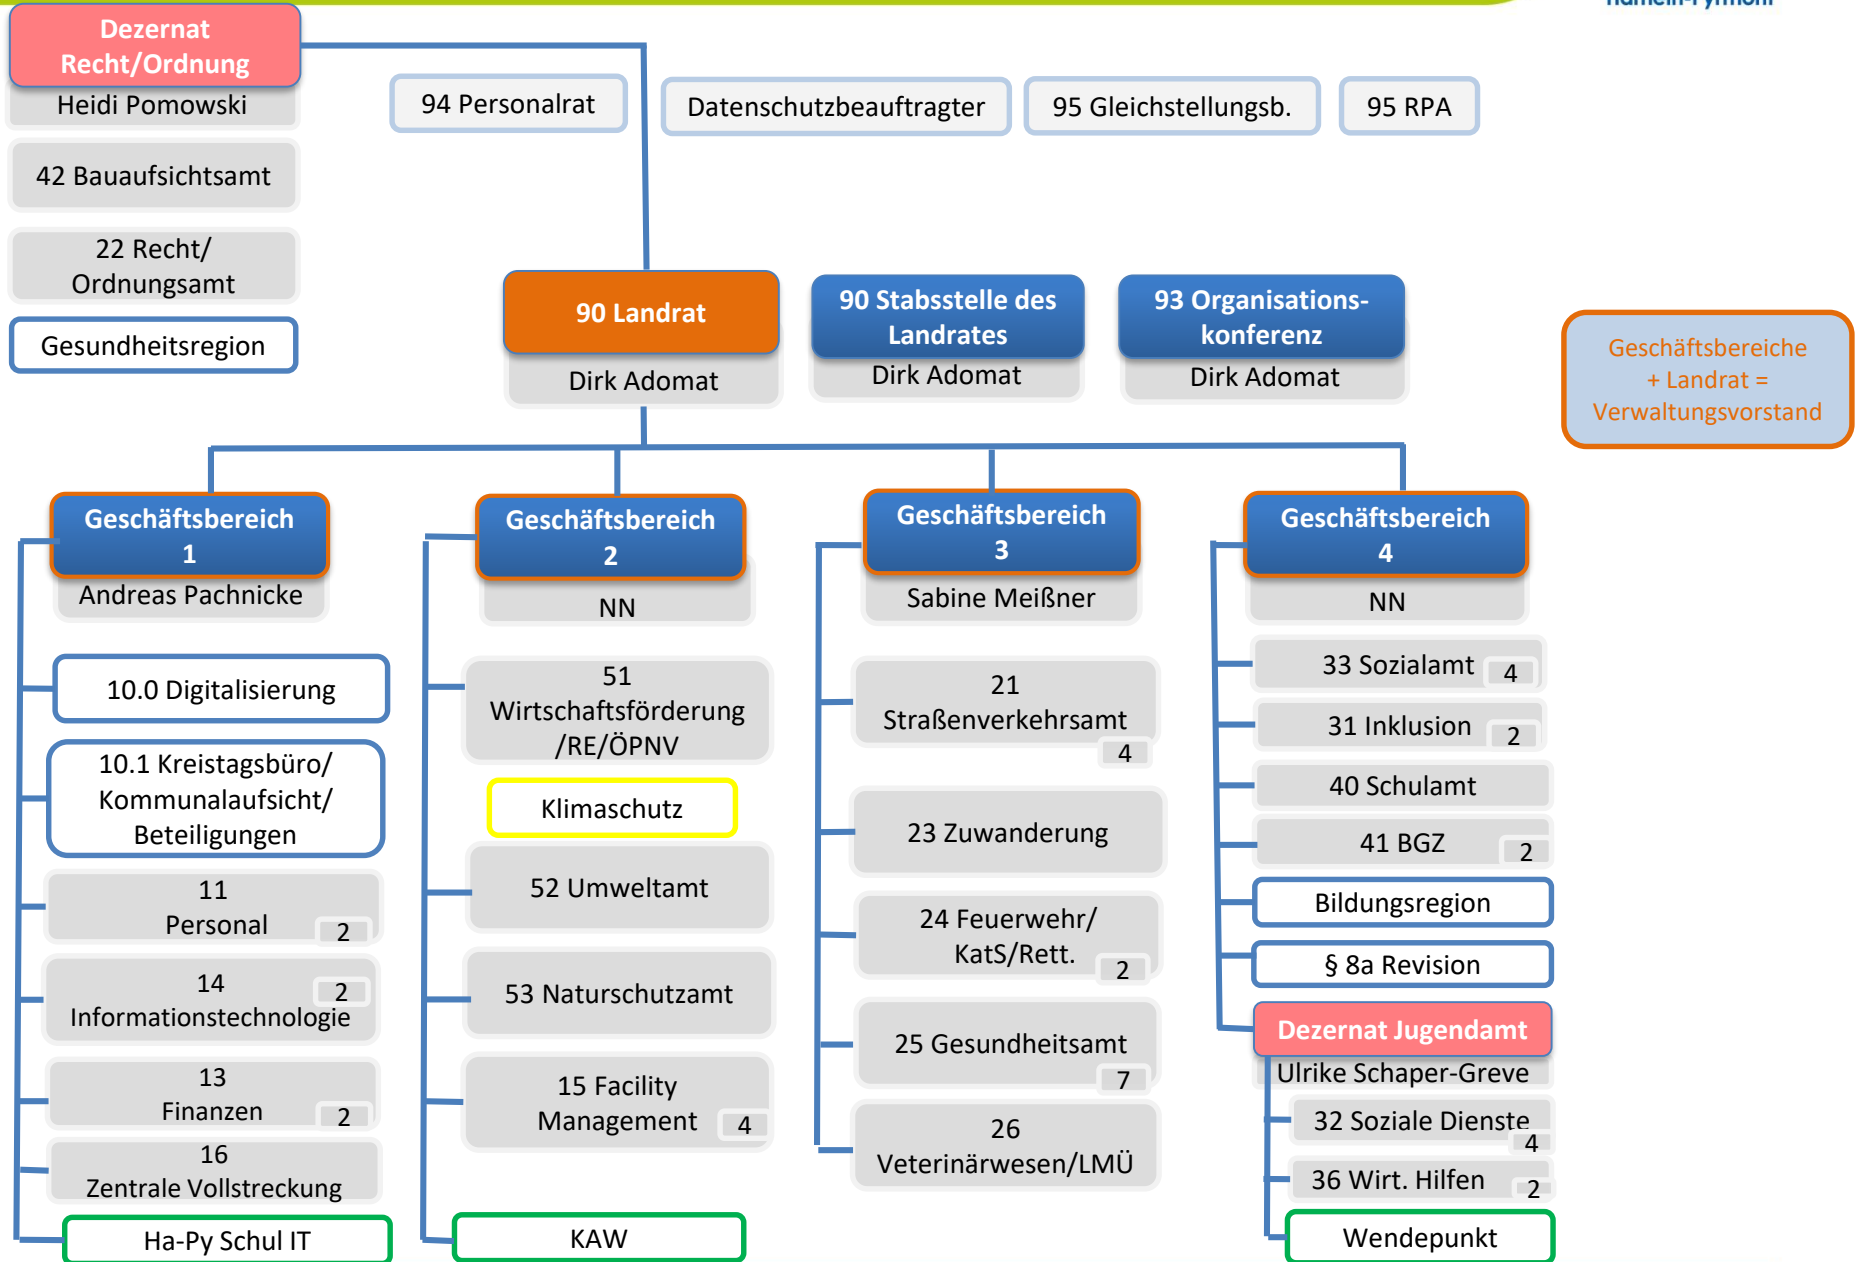 Hameln-Pyrmont
Dezernat
Recht/Ordnung
Heidi Pomowski
42 Bauaufsichtsamt
22 Recht/
Ordnungsamt
Gesundheitsregion
94 Personalrat
Datenschutzbeauftragter
95 Gleichstellungsb.
95 RPA
90 Landrat
Dirk Adomat
90 Stabsstelle des
Landrates
Dirk Adomat
93 Organisations-
konferenz
Dirk Adomat
Geschäftsbereiche
+ Landrat =
Verwaltungsvorstand
Geschäftsbereich
1
Andreas Pachnicke
10.0 Digitalisierung
10.1 Kreistagsbüro/
Kommunalaufsicht/
Beteiligungen
11
Personal
2
14
2
Informationstechnologie
13
Finanzen
2
16
Zentrale Vollstreckung
Ha-Py Schul IT
Geschäftsbereich
2
NN
51
Wirtschaftsförderung
/RE/ÖPNV
Klimaschutz
52 Umweltamt
53 Naturschutzamt
15 Facility
Management
4
KAW
Geschäftsbereich
3
Sabine Meißner
21
Straßenverkehrsamt
4
23 Zuwanderung
24 Feuerwehr/
KatS/Rett.
2
25 Gesundheitsamt
7
26
Veterinärwesen/LMÜ
Geschäftsbereich
4
NN
33 Sozialamt
4
31 Inklusion
2
40 Schulamt
41 BGZ
2
Bildungsregion
§ 8a Revision
Dezernat Jugendamt
Ulrike Schaper-Greve
32 Soziale Dienste
4
36 Wirt. Hilfen
2
Wendepunkt